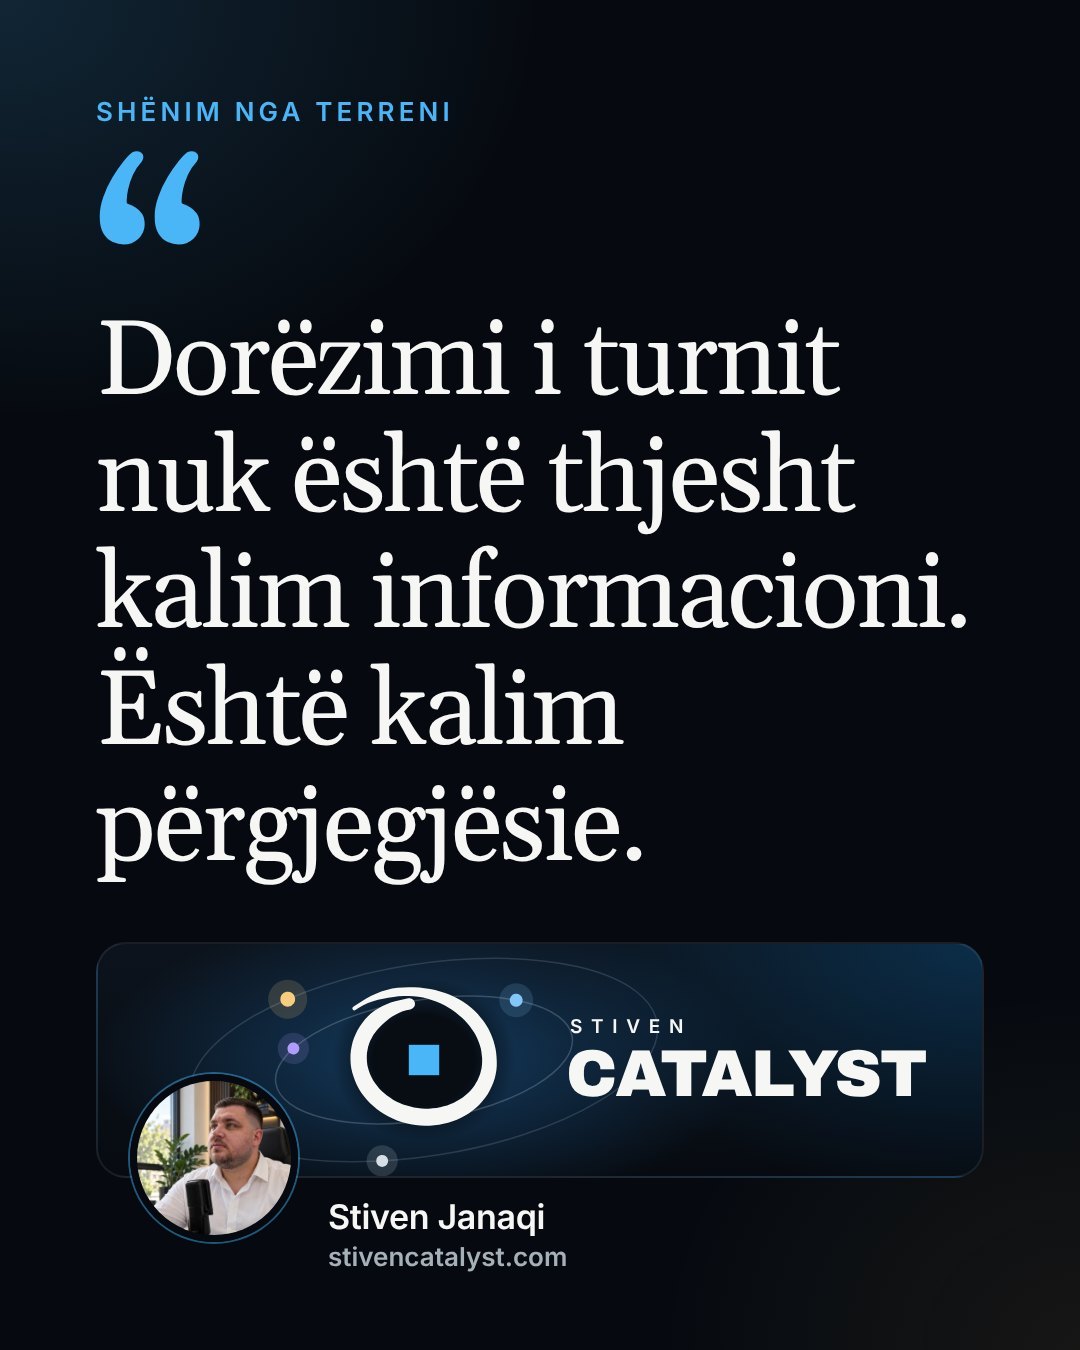 SHËNIM NGA TERRENI
“
Dorëzimi i turnit
nuk është thjesht
kalim informacioni.
Është kalim
përgjegjësie.
STIVEN
CATALYST
Stiven Janaqi
stivencatalyst.com